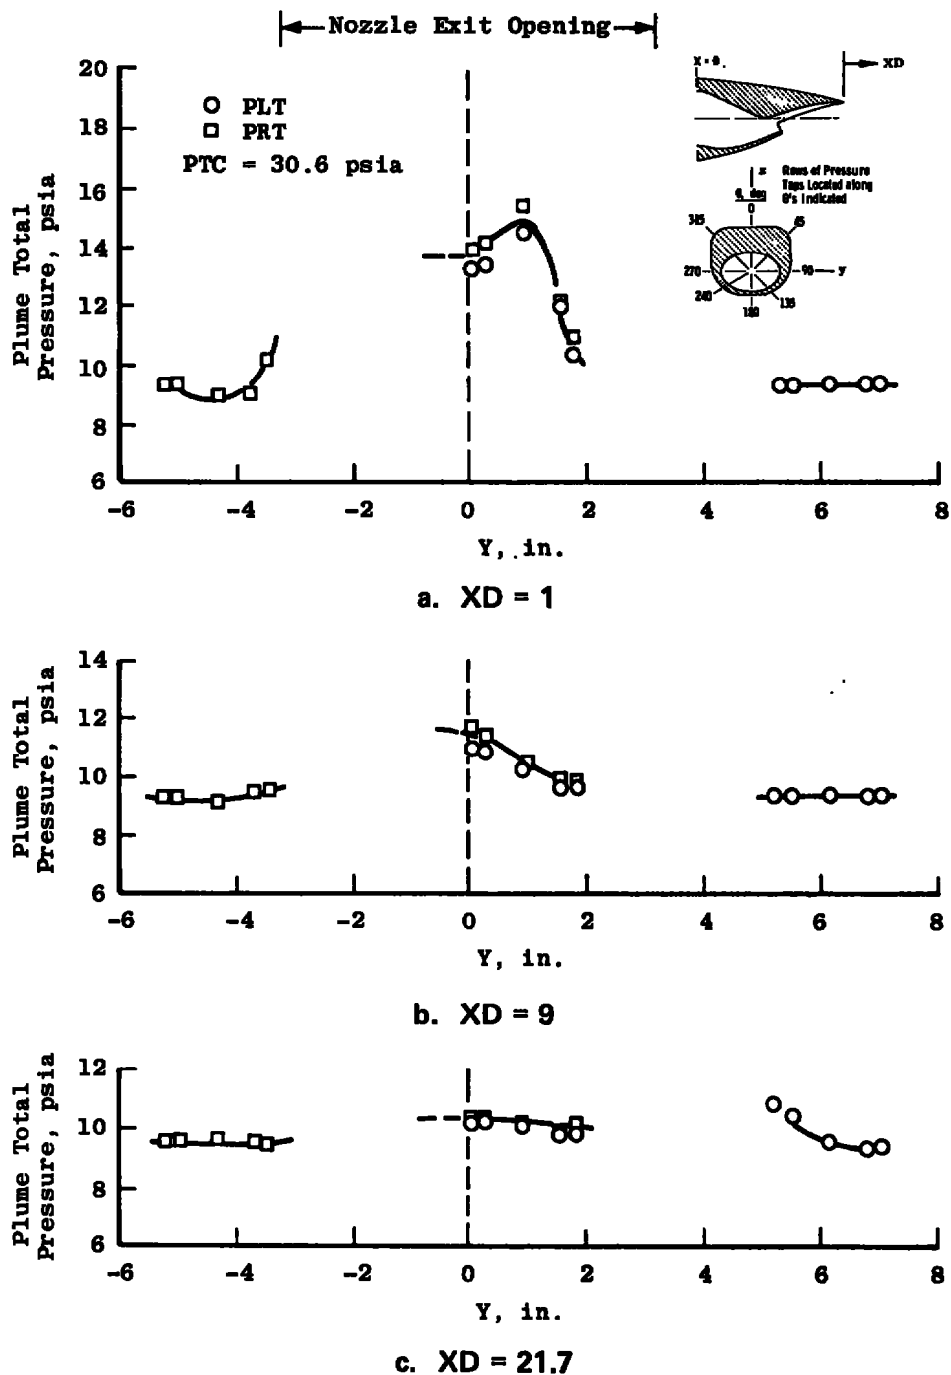 Nozzle Exit Opening
20
18
16
14
12
10
8
6
Plume Total
Pressure, psia
PLT
PRT
PTC = 30.6 psia
X = 0
XD
Rows of Pressure
Taps Located along
θ's Indicated
x
θ, deg
0
315
45
270
90
y
240
135
180
-6 -4 -2 0 2 4 6 8
Y, in.
a. XD = 1
14
12
10
8
6
Plume Total
Pressure, psia
-6 -4 -2 0 2 4 6 8
Y, in.
b. XD = 9
12
10
8
6
Plume Total
Pressure, psia
-6 -4 -2 0 2 4 6 8
Y, in.
c. XD = 21.7